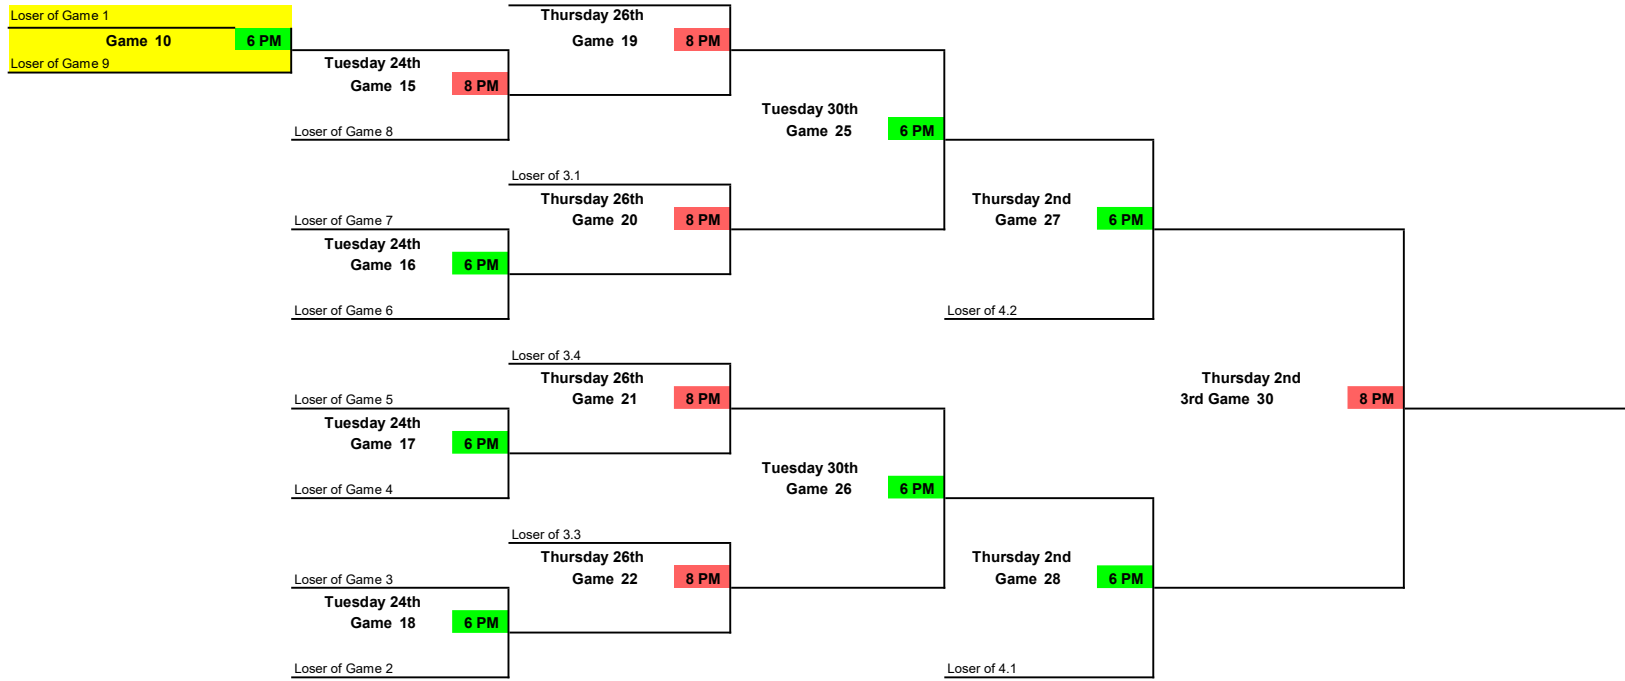 Loser of Game 1
Game 10 6 PM
Loser of Game 9
Tuesday 24th
Game 15 8 PM
Loser of Game 8
Loser of Game 7
Tuesday 24th
Game 16 6 PM
Loser of Game 6
Loser of Game 5
Tuesday 24th
Game 17 6 PM
Loser of Game 4
Loser of Game 3
Tuesday 24th
Game 18 6 PM
Loser of Game 2
Thursday 26th
Game 19 8 PM
Loser of 3.1
Thursday 26th
Game 20 8 PM
Loser of 3.4
Thursday 26th
Game 21 8 PM
Loser of 3.3
Thursday 26th
Game 22 8 PM
Tuesday 30th
Game 25 6 PM
Tuesday 30th
Game 26 6 PM
Thursday 2nd
Game 27 6 PM
Loser of 4.2
Thursday 2nd
Game 28 6 PM
Loser of 4.1
Thursday 2nd
3rd Game 30 8 PM